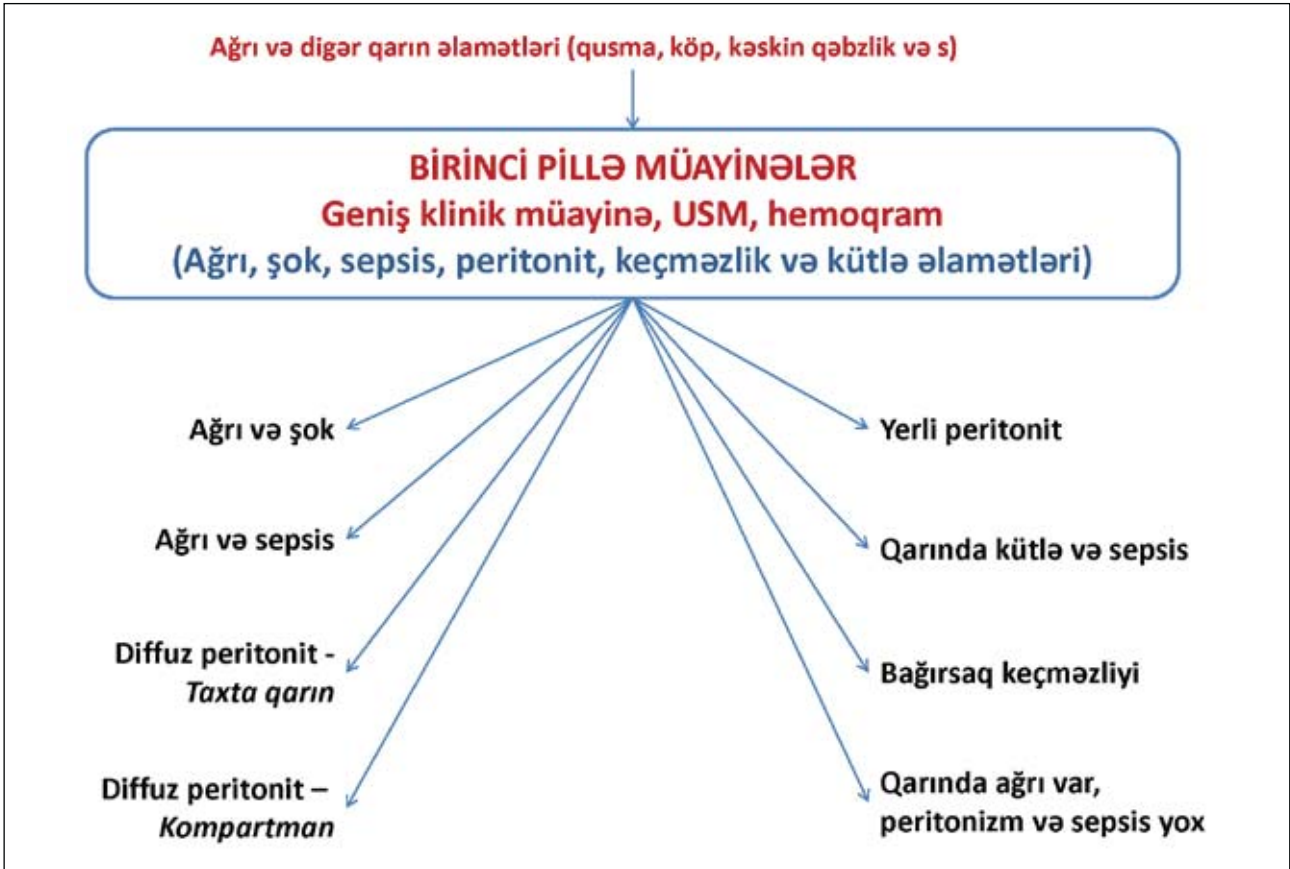 Ağrı və digər qarın əlamətləri (qusma, köp, kəskin qəbzlik və s)
BİRİNCİ PİLLƏ MÜAYİNƏLƏR
Geniş klinik müayinə, USM, hemoqram
(Ağrı, şok, sepsis, peritonit, keçməzlik və kütlə əlamətləri)
Ağrı və şok
Ağrı və sepsis
Diffuz peritonit -
Taxta qarın
Diffuz peritonit –
Kompartman
Yerli peritonit
Qarında kütlə və sepsis
Bağırsaq keçməzliyi
Qarında ağrı var,
peritonizm və sepsis yox